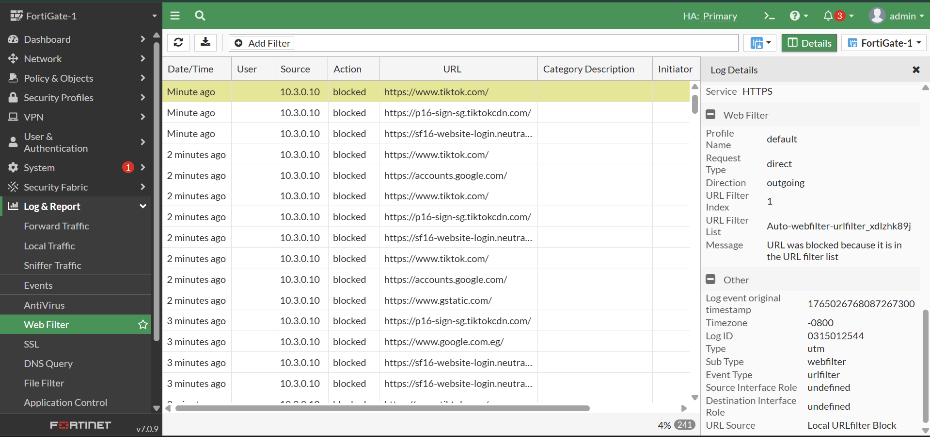 FortiGate-1
HA: Primary
3
admin
Dashboard
Network
Policy & Objects
Security Profiles
VPN
User &
Authentication
System 1
Security Fabric
Log & Report
Forward Traffic
Local Traffic
Sniffer Traffic
Events
AntiVirus
Web Filter
SSL
DNS Query
File Filter
Application Control
FORTINET v7.0.9
Add Filter
Details
FortiGate-1
Date/Time User Source Action URL Category Description Initiator
Minute ago 10.3.0.10 blocked https://www.tiktok.com/
Minute ago 10.3.0.10 blocked https://p16-sign-sg.tiktokcdn.com/
Minute ago 10.3.0.10 blocked https://sf16-website-login.neutra...
2 minutes ago 10.3.0.10 blocked https://www.tiktok.com/
2 minutes ago 10.3.0.10 blocked https://accounts.google.com/
2 minutes ago 10.3.0.10 blocked https://www.tiktok.com/
2 minutes ago 10.3.0.10 blocked https://p16-sign-sg.tiktokcdn.com/
2 minutes ago 10.3.0.10 blocked https://sf16-website-login.neutra...
2 minutes ago 10.3.0.10 blocked https://www.tiktok.com/
2 minutes ago 10.3.0.10 blocked https://accounts.google.com/
2 minutes ago 10.3.0.10 blocked https://www.gstatic.com/
3 minutes ago 10.3.0.10 blocked https://p16-sign-sg.tiktokcdn.com/
3 minutes ago 10.3.0.10 blocked https://www.google.com.eg/
3 minutes ago 10.3.0.10 blocked https://sf16-website-login.neutra...
3 minutes ago 10.3.0.10 blocked https://sf16-website-login.neutra...
3 minutes ago 10.3.0.10 blocked https://www.tiktok.com/
4% 241
Log Details
Service HTTPS
Web Filter
Profile
Name default
Request
Type direct
Direction outgoing
URL Filter
Index 1
URL Filter
List Auto-webfilter-urlfilter_xdlzhk89j
Message URL was blocked because it is in
the URL filter list
Other
Log event original
timestamp 1765026768087267300
Timezone -0800
Log ID 0315012544
Type utm
Sub Type webfilter
Event Type urlfilter
Source Interface Role undefined
Destination Interface
Role undefined
URL Source Local URLfilter Block